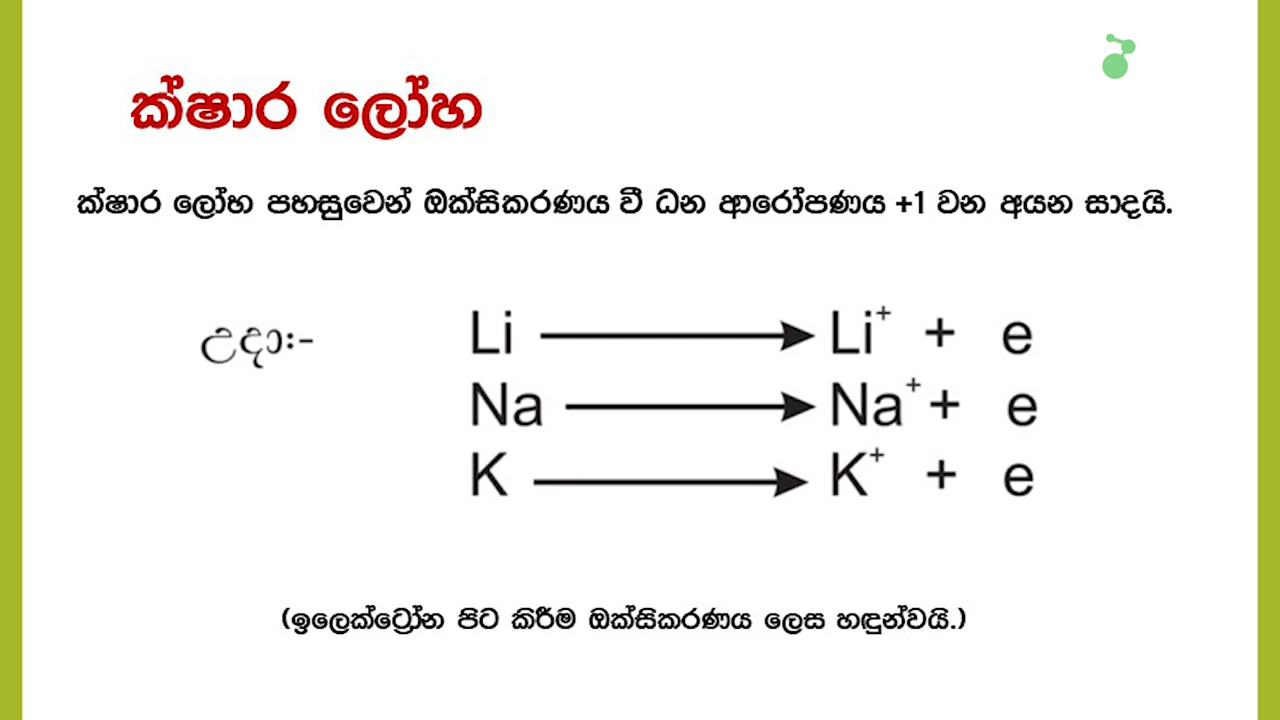 ක්ෂාර ලෝහ
ක්ෂාර ලෝහ පහසුවෙන් ඔක්සිකරණය වී ධන ආරෝපණය +1 වන අයන සාදයි.
උදාඃ- Li → Li⁺ + e
Na → Na⁺ + e
K → K⁺ + e
(ඉලෙක්ට්‍රෝන පිට කිරීම ඔක්සිකරණය ලෙස හඳුන්වයි.)